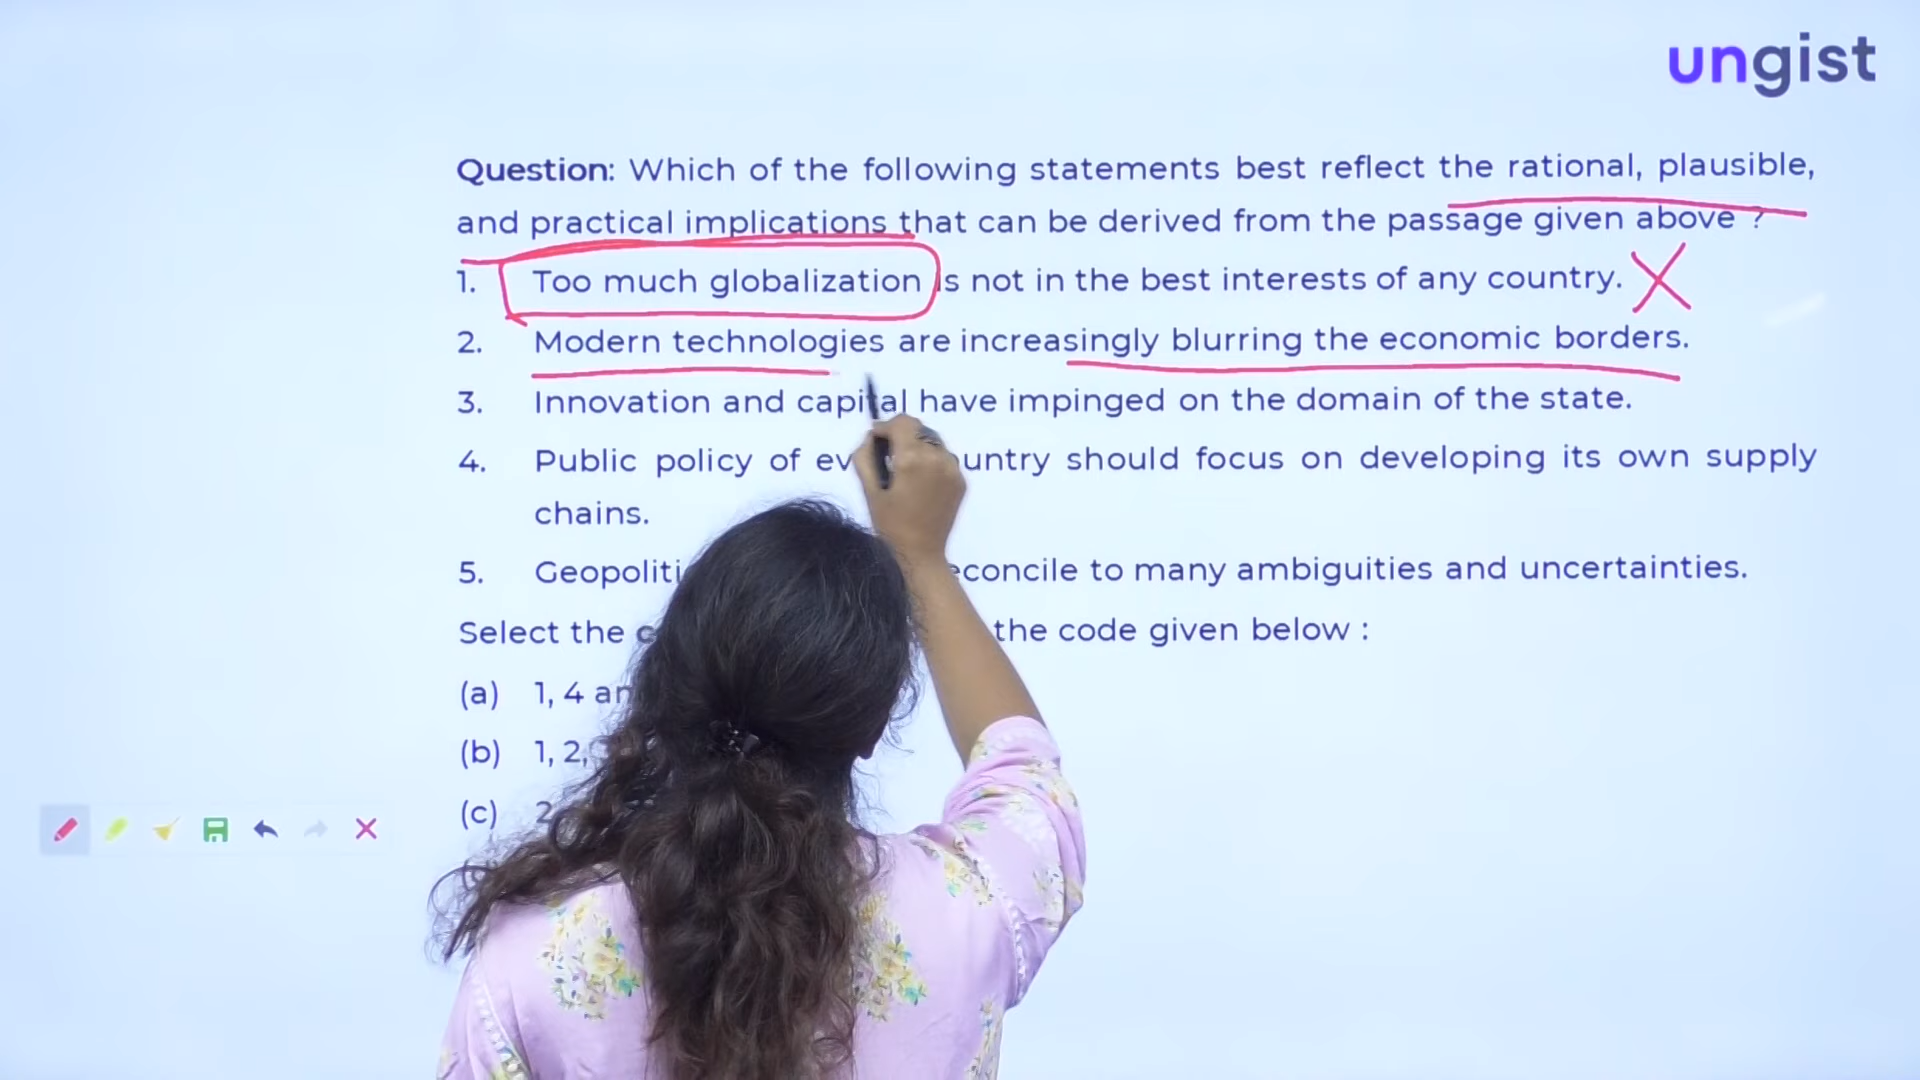 ungist
Question: Which of the following statements best reflect the rational, plausible,
and practical implications that can be derived from the passage given above ?
1. Too much globalization is not in the best interests of any country.
2. Modern technologies are increasingly blurring the economic borders.
3. Innovation and capital have impinged on the domain of the state.
4. Public policy of should focus on developing its own supply
chains.
5. to many ambiguities and uncertainties.
Select the the code given below :
(a) 1, 4
(b) 1, 2,
(c) 2